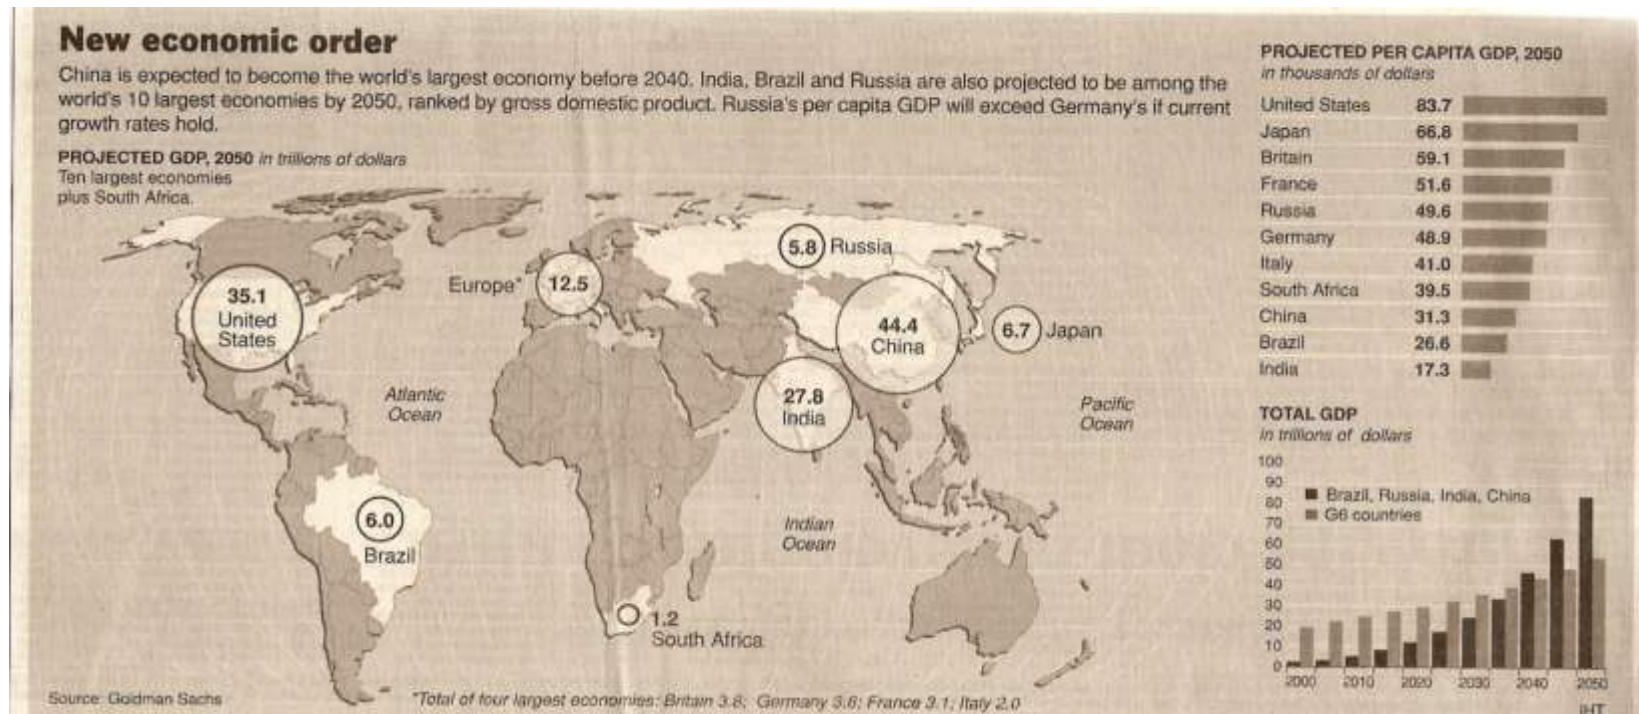 New economic order
China is expected to become the world's largest economy before 2040. India, Brazil and Russia are also projected to be among the
world's 10 largest economies by 2050, ranked by gross domestic product. Russia's per capita GDP will exceed Germany's if current
growth rates hold.
PROJECTED GDP, 2050 in trillions of dollars
Ten largest economies
plus South Africa.
35.1
United
States
Europe*
12.5
5.8 Russia
44.4
China
6.7 Japan
27.8
India
Atlantic
Ocean
Pacific
Ocean
6.0
Brazil
Indian
Ocean
1.2
South Africa
Source: Goldman Sachs
*Total of four largest economies: Britain 3.8; Germany 3.6; France 3.1; Italy 2.0
PROJECTED PER CAPITA GDP, 2050
in thousands of dollars
United States 83.7
Japan 66.8
Britain 59.1
France 51.6
Russia 49.6
Germany 48.9
Italy 41.0
South Africa 39.5
China 31.3
Brazil 26.6
India 17.3
TOTAL GDP
in trillions of dollars
100
90
80
70
60
50
40
30
20
10
0
Brazil, Russia, India, China
G6 countries
2000 2010 2020 2030 2040 2050
IHT